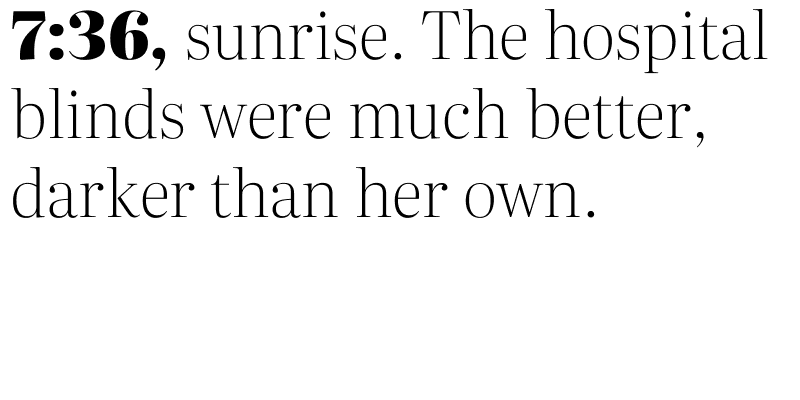 7:36, sunrise. The hospital
blinds were much better,
darker than her own.